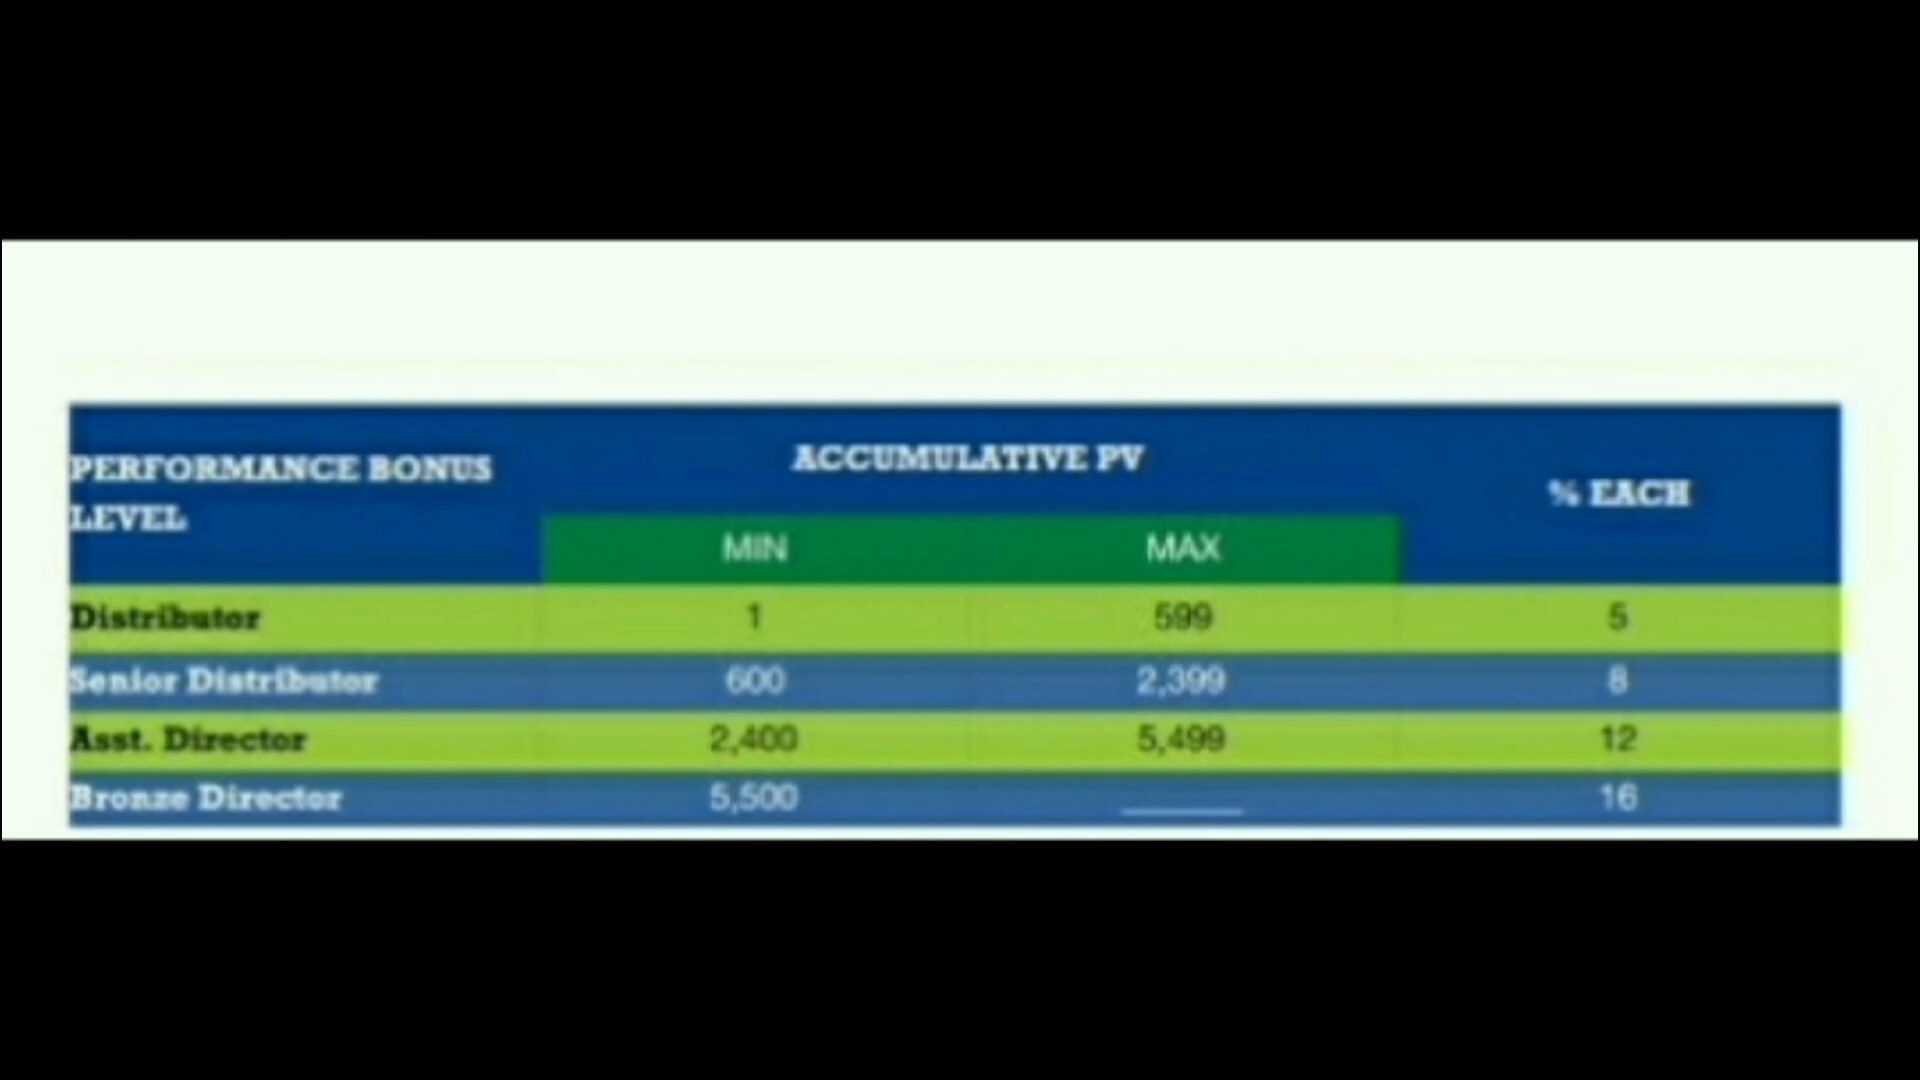 PERFORMANCE BONUS
LEVEL
ACCUMULATIVE PV
% EACH
MIN MAX
Distributor 1 599 5
Senior Distributor 600 2,399 8
Asst. Director 2,400 5,499 12
Bronze Director 5,500 ______ 16